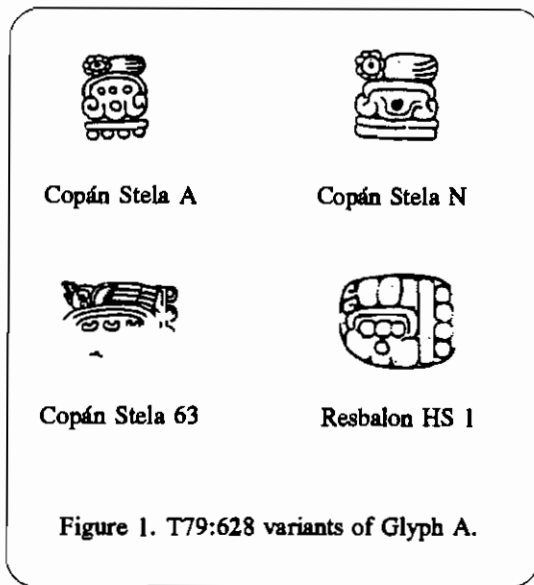 Copán Stela A
Copán Stela N
Copán Stela 63
Resbalon HS 1
Figure 1. T79:628 variants of Glyph A.